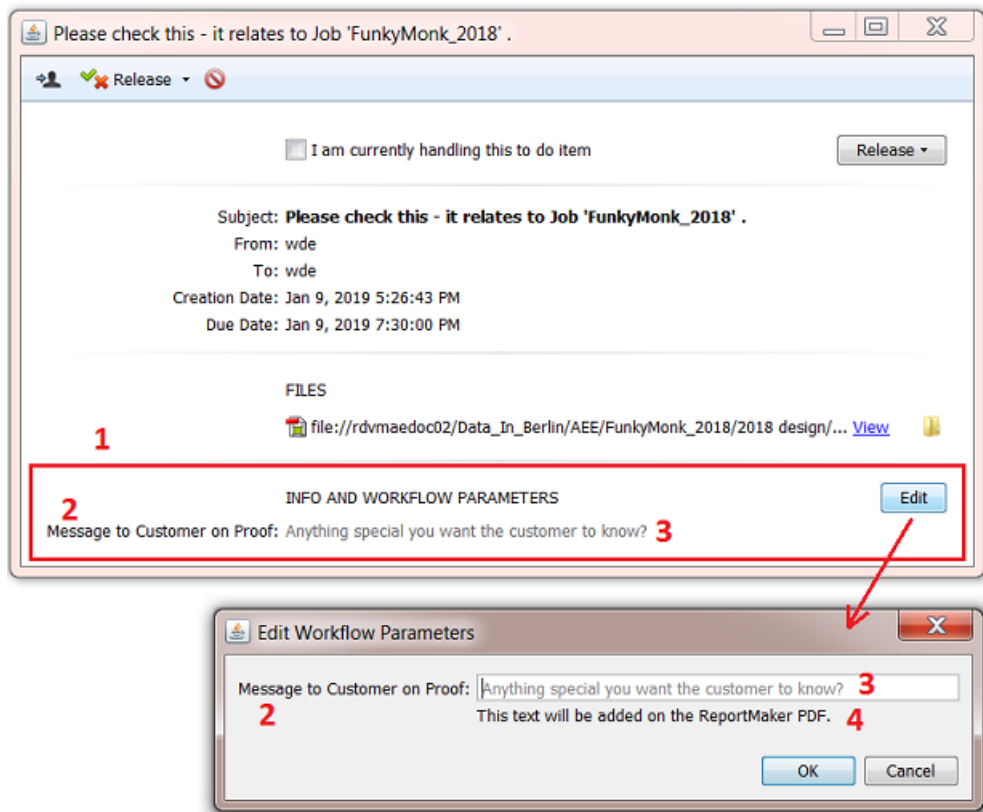 Please check this - it relates to Job 'FunkyMonk_2018' .
Release
I am currently handling this to do item
Release
Subject: Please check this - it relates to Job 'FunkyMonk_2018' .
From: wde
To: wde
Creation Date: Jan 9, 2019 5:26:43 PM
Due Date: Jan 9, 2019 7:30:00 PM
FILES
file://rdvmaedoc02/Data_In_Berlin/AEE/FunkyMonk_2018/2018 design/... View
1
INFO AND WORKFLOW PARAMETERS
Edit
2
Message to Customer on Proof: Anything special you want the customer to know? 3
Edit Workflow Parameters
Message to Customer on Proof: Anything special you want the customer to know? 3
2
This text will be added on the ReportMaker PDF. 4
OK
Cancel